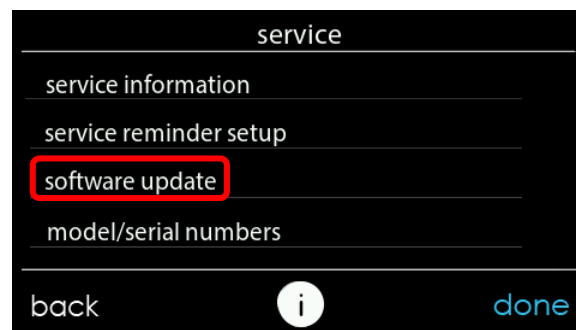 service
service information
service reminder setup
software update
model/serial numbers
back i done